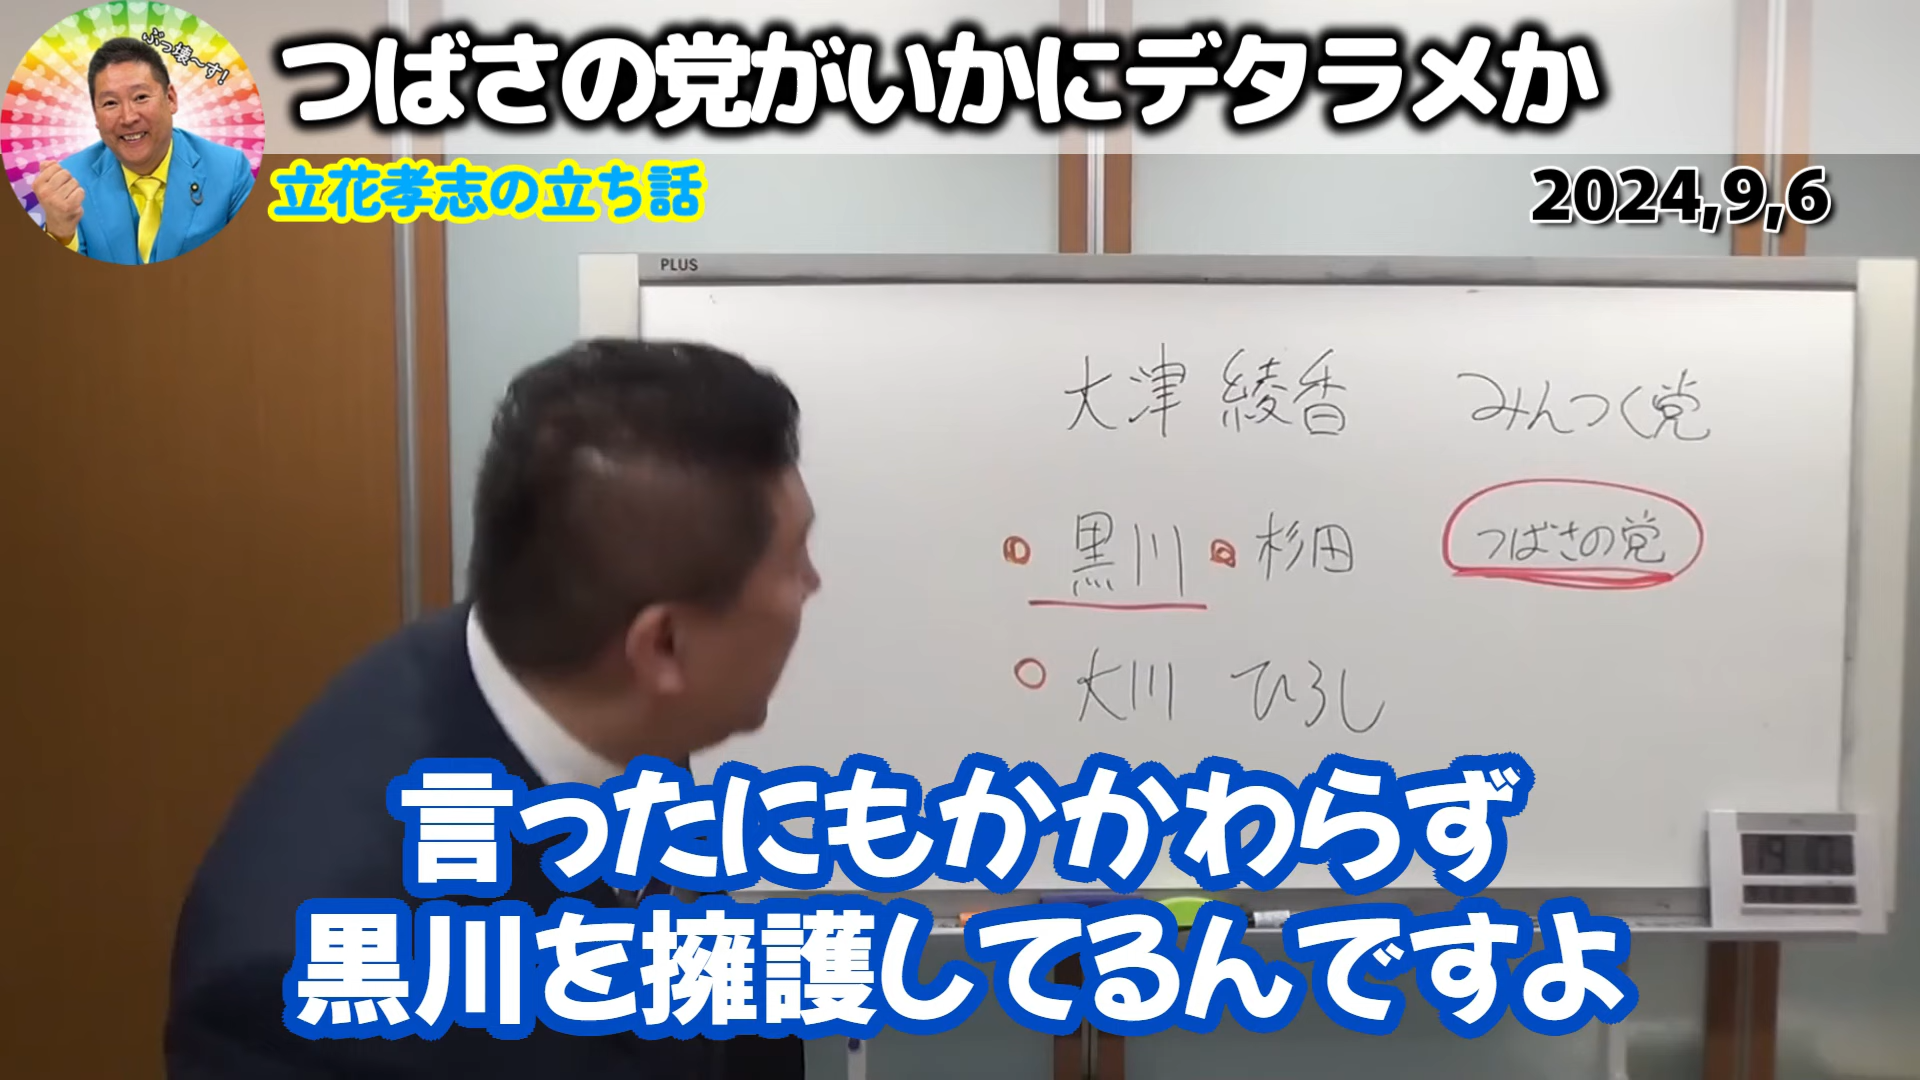 ぶっ壊〜す!
つばさの党がいかにデタラメか
立花孝志の立ち話
2024,9,6
PLUS
大津 綾香 みんつく党
黒川 杉田 つばさの党
大川 ひろし
言ったにもかかわらず
黒川を擁護してるんですよ